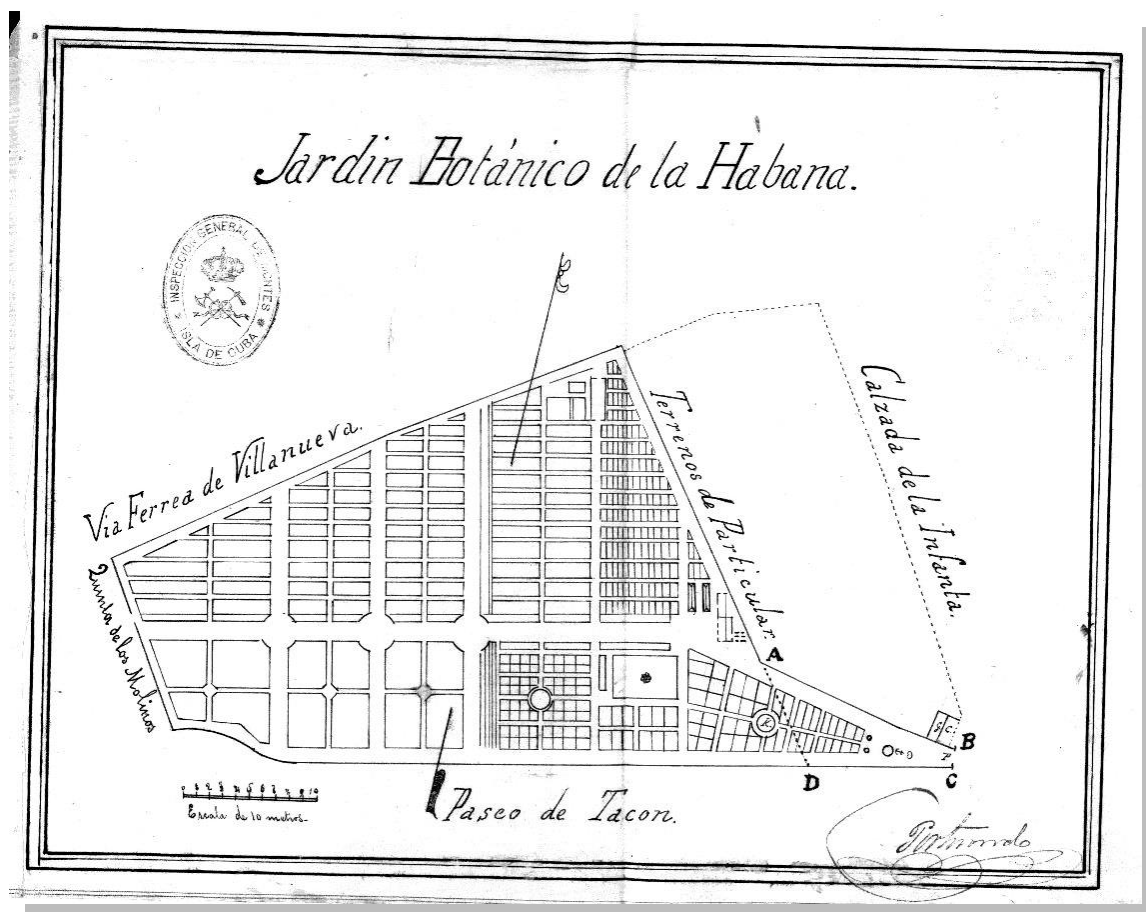 Jardin Botánico de la Habana.
INSPECCION GENERAL DE MONTES
ISLA DE CUBA
Via Ferrea de Villanueva.
Terrenos de Particular.
Calzada de la Infanta.
Quinta de los Molinos
A
B
C
D
Escala de 10 metros.
Paseo de Tacon.
Portuondo